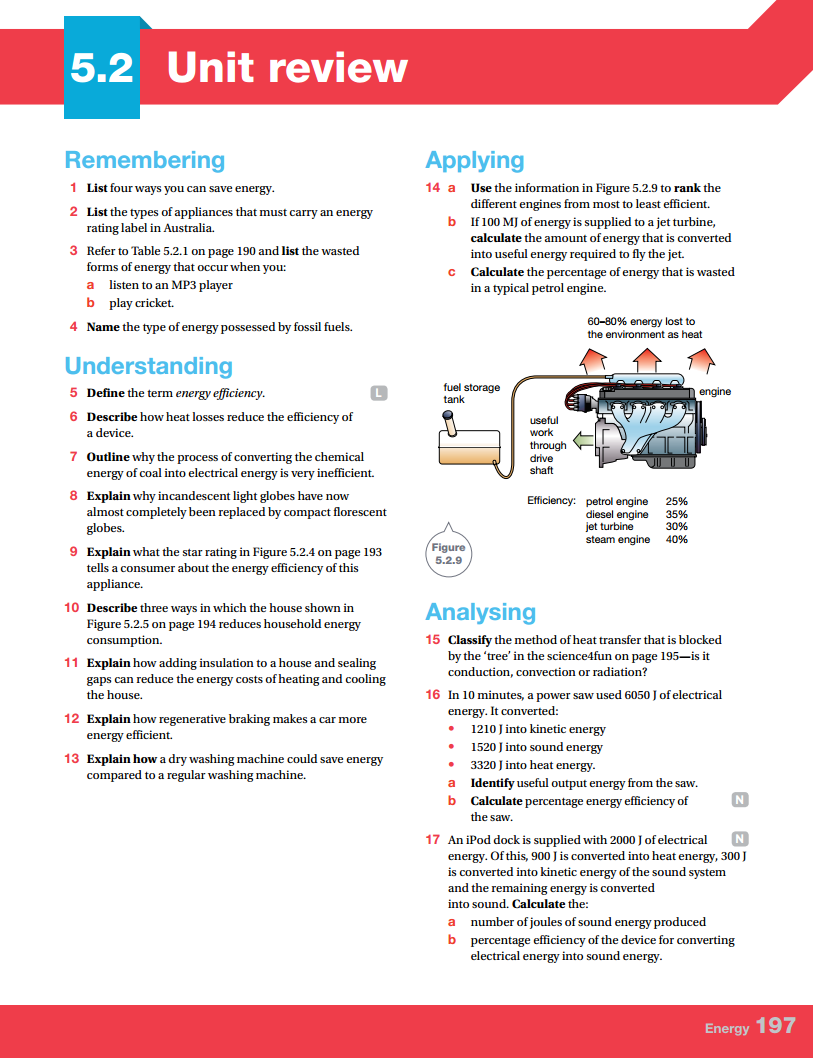 5.2 Unit review
Remembering
1 List four ways you can save energy.
2 List the types of appliances that must carry an energy
rating label in Australia.
3 Refer to Table 5.2.1 on page 190 and list the wasted
forms of energy that occur when you:
a listen to an MP3 player
b play cricket.
4 Name the type of energy possessed by fossil fuels.
Understanding
5 Define the term energy efficiency. L
6 Describe how heat losses reduce the efficiency of
a device.
7 Outline why the process of converting the chemical
energy of coal into electrical energy is very inefficient.
8 Explain why incandescent light globes have now
almost completely been replaced by compact florescent
globes.
9 Explain what the star rating in Figure 5.2.4 on page 193
tells a consumer about the energy efficiency of this
appliance.
10 Describe three ways in which the house shown in
Figure 5.2.5 on page 194 reduces household energy
consumption.
11 Explain how adding insulation to a house and sealing
gaps can reduce the energy costs of heating and cooling
the house.
12 Explain how regenerative braking makes a car more
energy efficient.
13 Explain how a dry washing machine could save energy
compared to a regular washing machine.
Applying
14 a Use the information in Figure 5.2.9 to rank the
different engines from most to least efficient.
b If 100 MJ of energy is supplied to a jet turbine,
calculate the amount of energy that is converted
into useful energy required to fly the jet.
c Calculate the percentage of energy that is wasted
in a typical petrol engine.
60–80% energy lost to
the environment as heat
fuel storage
tank
engine
useful
work
through
drive
shaft
Efficiency: petrol engine 25%
diesel engine 35%
jet turbine 30%
steam engine 40%
Figure
5.2.9
Analysing
15 Classify the method of heat transfer that is blocked
by the ‘tree’ in the science4fun on page 195—is it
conduction, convection or radiation?
16 In 10 minutes, a power saw used 6050 J of electrical
energy. It converted:
• 1210 J into kinetic energy
• 1520 J into sound energy
• 3320 J into heat energy.
a Identify useful output energy from the saw.
b Calculate percentage energy efficiency of N
the saw.
17 An iPod dock is supplied with 2000 J of electrical N
energy. Of this, 900 J is converted into heat energy, 300 J
is converted into kinetic energy of the sound system
and the remaining energy is converted
into sound. Calculate the:
a number of joules of sound energy produced
b percentage efficiency of the device for converting
electrical energy into sound energy.
Energy 197